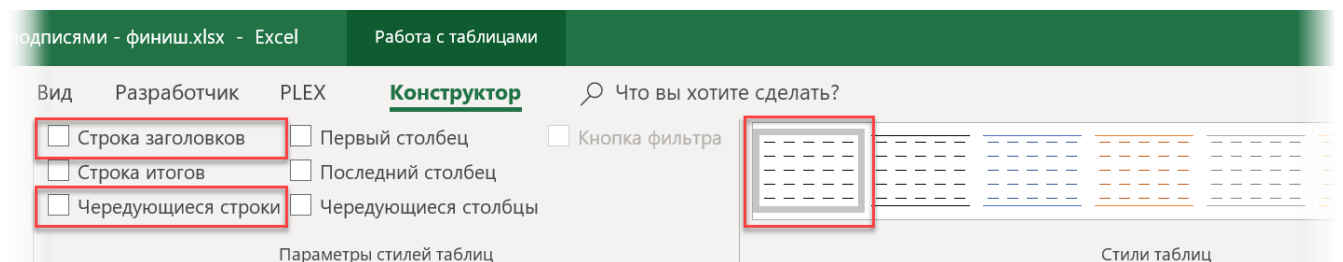 подписями - финиш.xlsx - Excel Работа с таблицами
Вид Разработчик PLEX Конструктор Что вы хотите сделать?
Строка заголовков Первый столбец Кнопка фильтра
Строка итогов Последний столбец
Чередующиеся строки Чередующиеся столбцы
Параметры стилей таблиц Стили таблиц